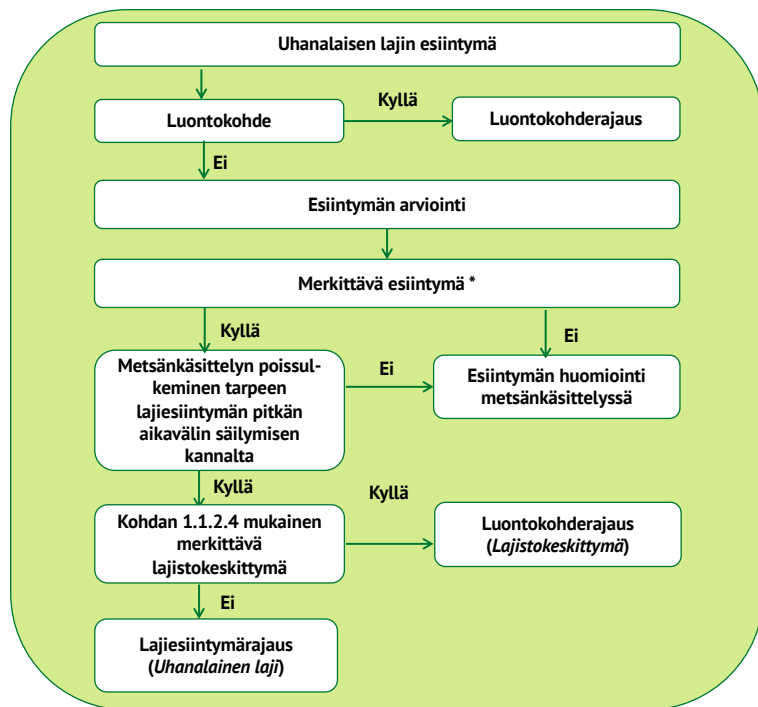 Uhanalaisen lajin esiintymä
Kyllä
Luontokohde
Luontokohderajaus
Ei
Esiintymän arviointi
Merkittävä esiintymä *
Kyllä
Ei
Metsänkäsittelyn poissul-
keminen tarpeen
lajiesiintymän pitkän
aikavälin säilymisen
kannalta
Ei
Esiintymän huomiointi
metsänkäsittelyssä
Kyllä
Kyllä
Kohdan 1.1.2.4 mukainen
merkittävä
lajistokeskittymä
Luontokohderajaus
(Lajistokeskittymä)
Ei
Lajiesiintymärajaus
(Uhanalainen laji)